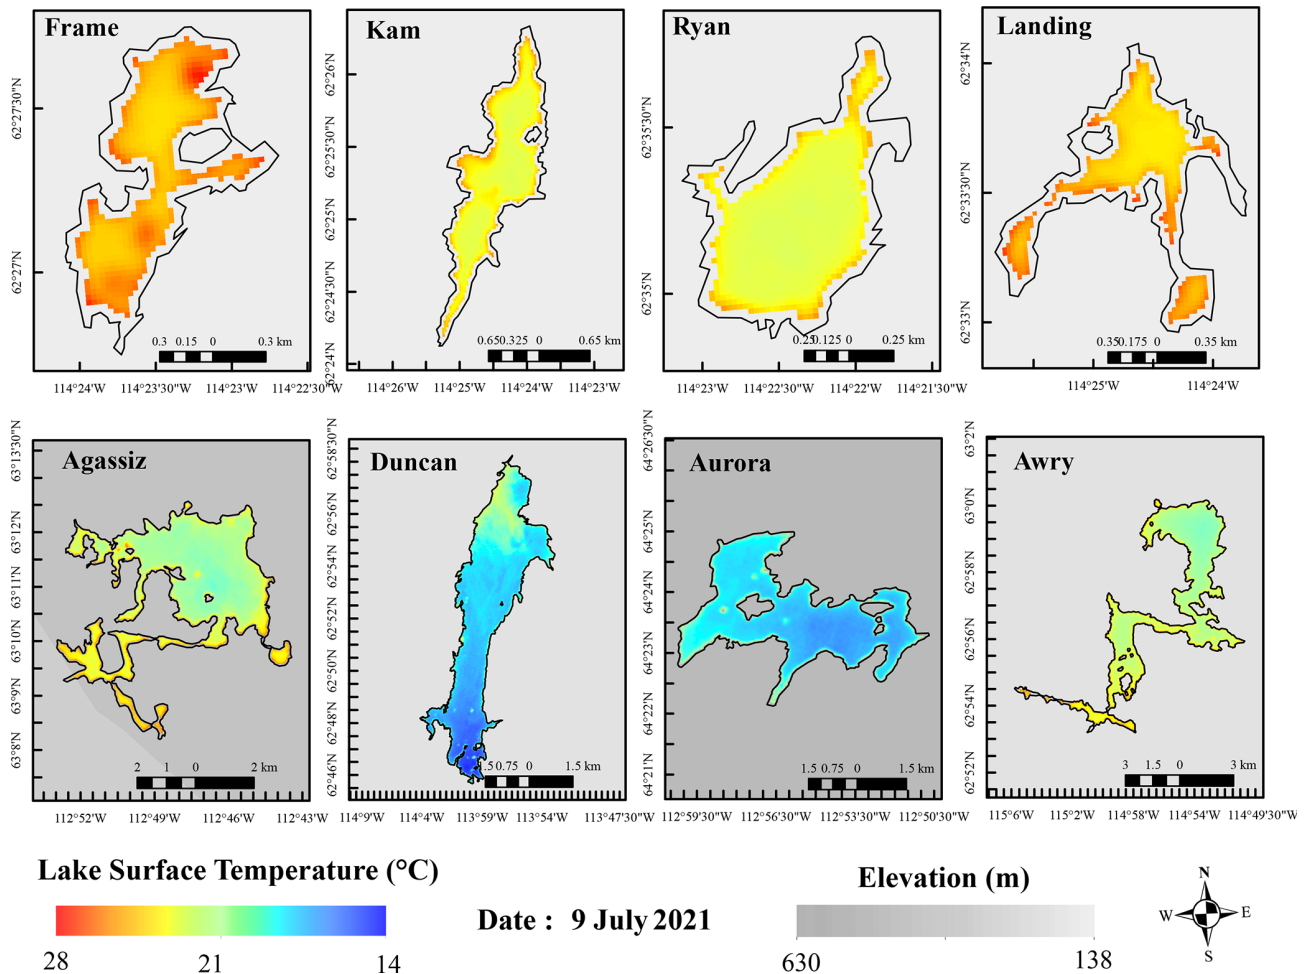 Frame
Kam
Ryan
Landing
62°27'30"N
62°27'N
62°26'N
62°25'30"N
62°25'N
62°24'30"N
62°24'N
62°35'30"N
62°35'N
62°34'N
62°33'30"N
62°33'N
0.3 0.15 0 0.3 km
0.650.325 0 0.65 km
0.250.125 0 0.25 km
0.350.175 0 0.35 km
114°24'W 114°23'30"W 114°23'W 114°22'30"W
114°26'W 114°25'W 114°24'W 114°23'W
114°23'W 114°22'30"W 114°22'W 114°21'30"W
114°25'W 114°24'W
Agassiz
Duncan
Aurora
Awry
63°13'30"N
63°12'N
63°11'N
63°10'N
63°9'N
63°8'N
62°58'30"N
62°56'N
62°54'N
62°52'N
62°50'N
62°48'N
62°46'N
64°26'30"N
64°25'N
64°24'N
64°23'N
64°22'N
64°21'N
63°2'N
63°0'N
62°58'N
62°56'N
62°54'N
62°52'N
2 1 0 2 km
1.50.75 0 1.5 km
1.5 0.75 0 1.5 km
3 1.5 0 3 km
112°52'W 112°49'W 112°46'W 112°43'W
114°9'W 114°4'W 113°59'W 113°54'W 113°47'30"W
112°59'30"W 112°56'30"W 112°53'30"W 112°50'30"W
115°6'W 115°2'W 114°58'W 114°54'W 114°49'30"W
Lake Surface Temperature (°C)
28 21 14
Date : 9 July 2021
Elevation (m)
630 138
N
W E
S